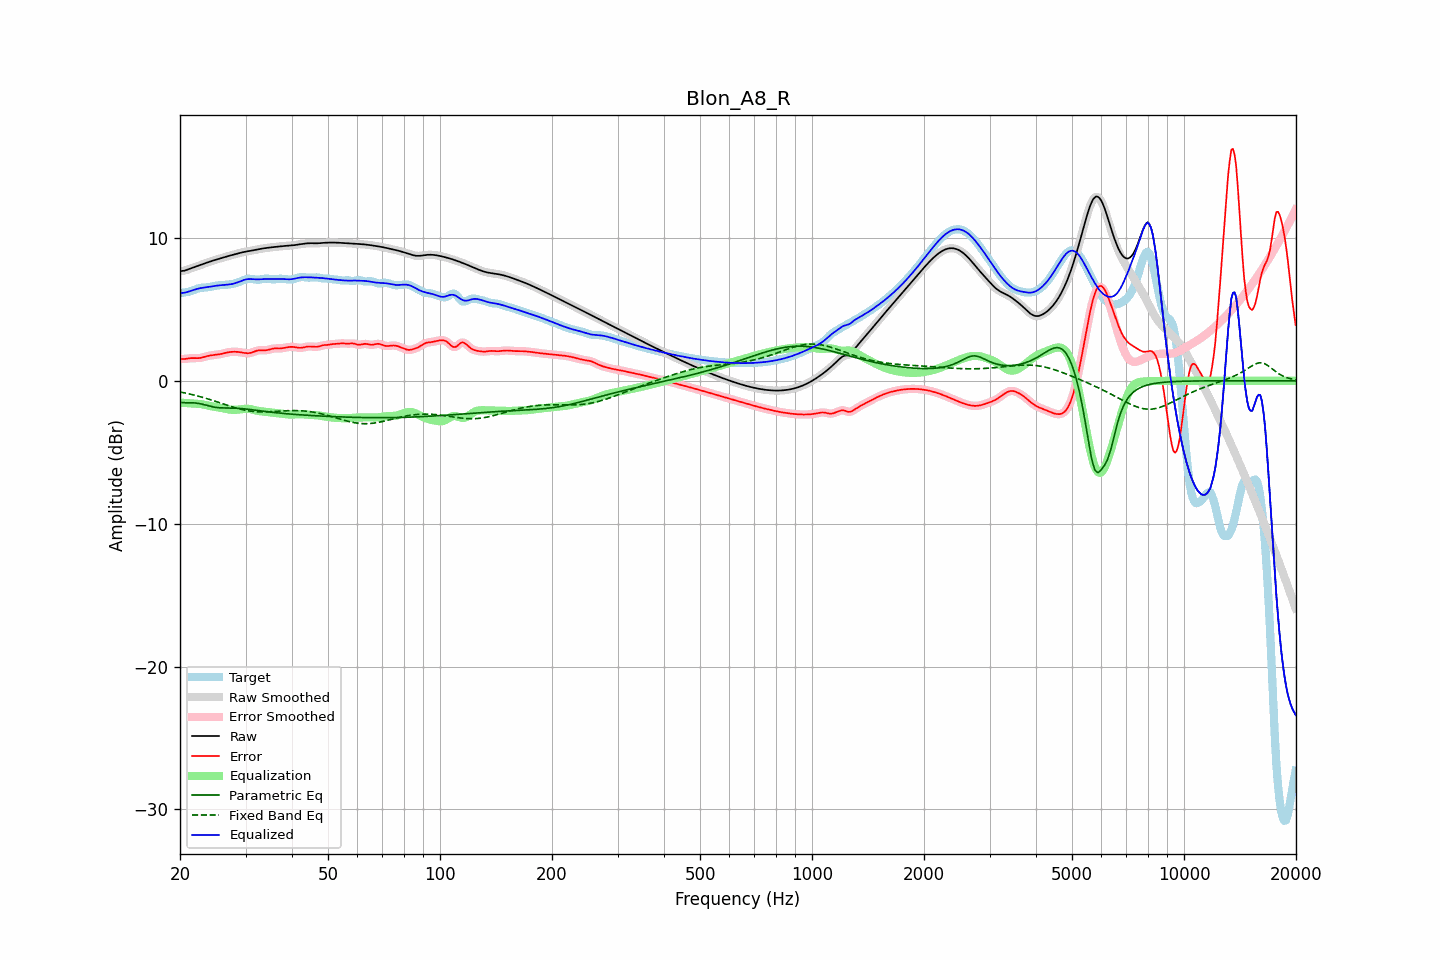 Blon_A8_R
Amplitude (dBr)
10
0
−10
−20
−30
Target
Raw Smoothed
Error Smoothed
Raw
Error
Equalization
Parametric Eq
Fixed Band Eq
Equalized
20 50 100 200 500 1000 2000 5000 10000 20000
Frequency (Hz)